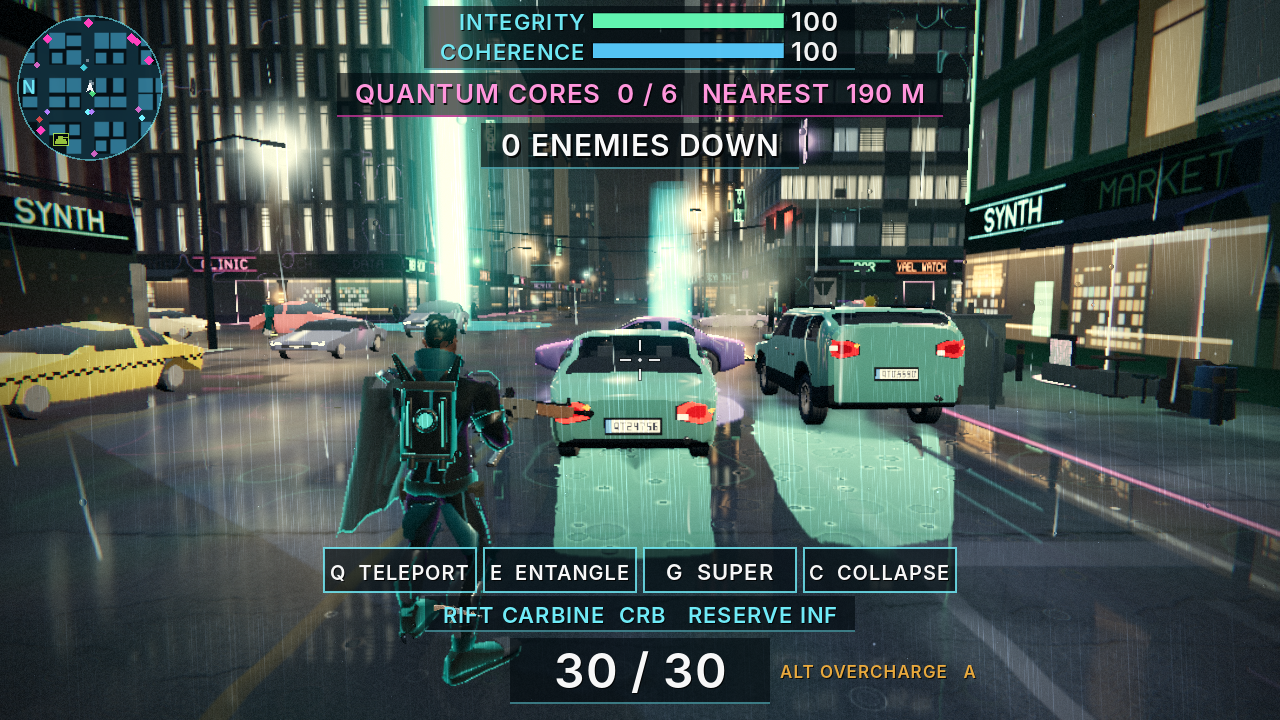 INTEGRITY 100
COHERENCE 100
QUANTUM CORES 0 / 6 NEAREST 190 M
0 ENEMIES DOWN
N
MARKET
SYNTH
SYNTH
CLINIC
VAEL WATCH
Q TELEPORT
E ENTANGLE
G SUPER
C COLLAPSE
RIFT CARBINE CRB RESERVE INF
30 / 30
ALT OVERCHARGE A